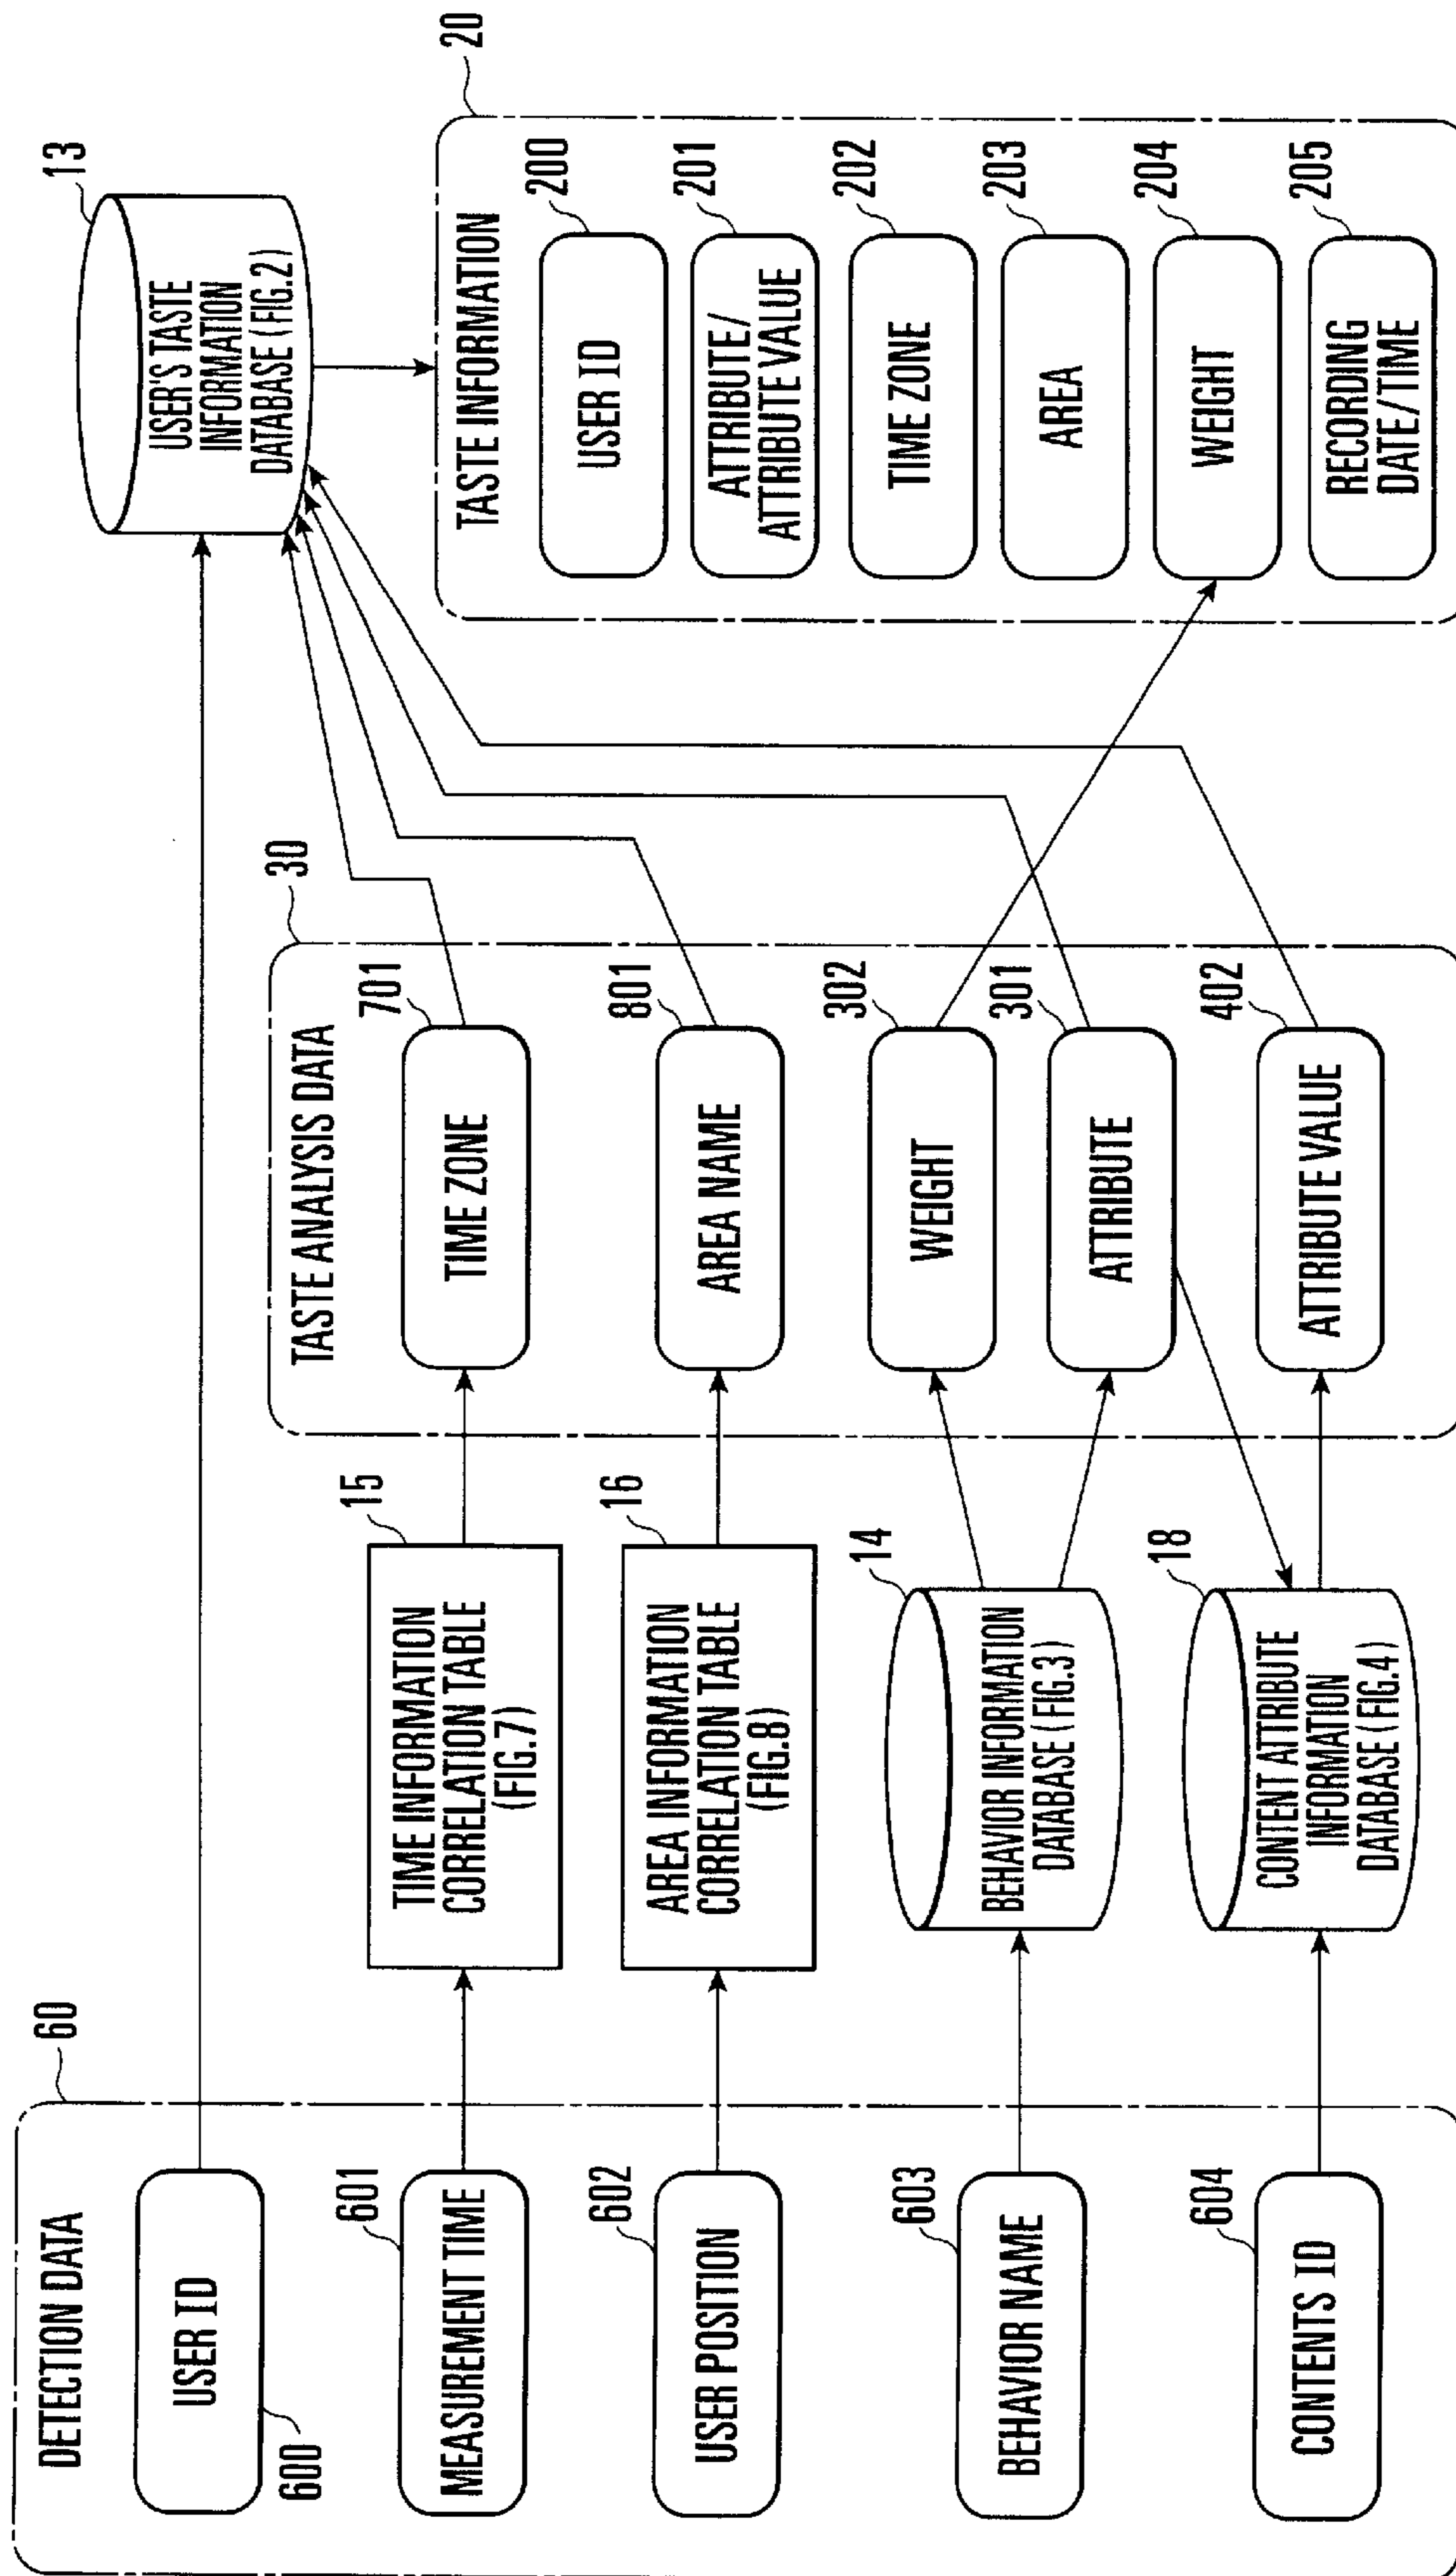 DETECTION DATA
60
USER ID
600
MEASUREMENT TIME
601
USER POSITION
602
BEHAVIOR NAME
603
CONTENTS ID
604
TIME INFORMATION
CORRELATION TABLE
(FIG.7)
15
AREA INFORMATION
CORRELATION TABLE
(FIG.8)
16
BEHAVIOR INFORMATION
DATABASE (FIG.3)
14
CONTENT ATTRIBUTE
INFORMATION
DATABASE (FIG.4)
18
TASTE ANALYSIS DATA
30
TIME ZONE
701
AREA NAME
801
WEIGHT
302
ATTRIBUTE
301
ATTRIBUTE VALUE
402
USER'S TASTE
INFORMATION
DATABASE (FIG.2)
13
TASTE INFORMATION
20
USER ID
200
ATTRIBUTE/
ATTRIBUTE VALUE
201
TIME ZONE
202
AREA
203
WEIGHT
204
RECORDING
DATE/TIME
205